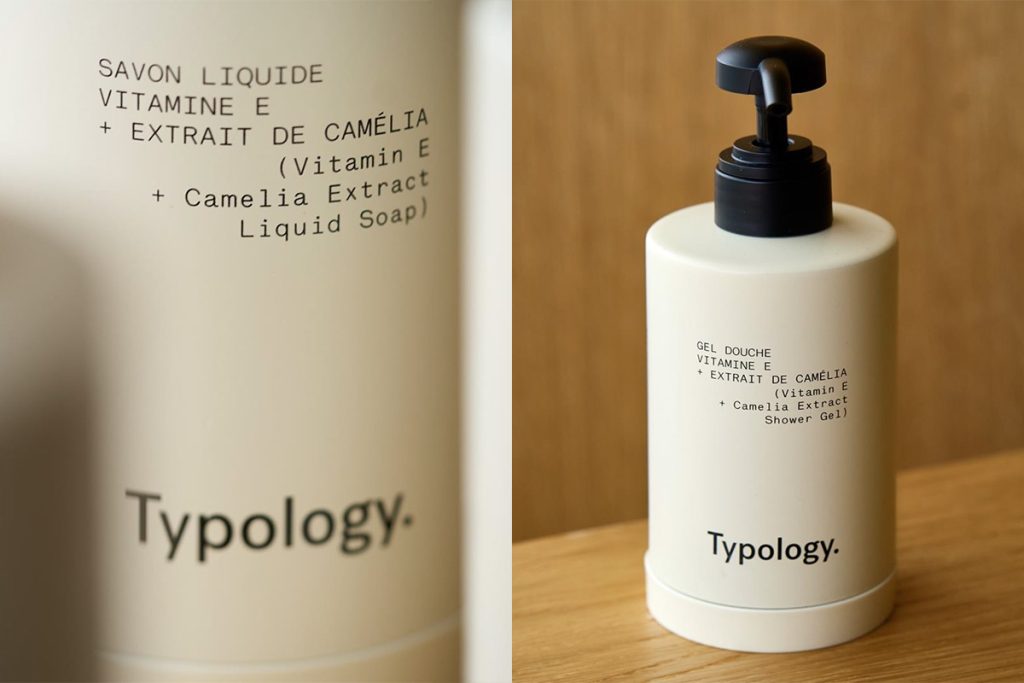 SAVON LIQUIDE
VITAMINE E
+ EXTRAIT DE CAMÉLIA
(Vitamin E
+ Camelia Extract
Liquid Soap)
Typology.
GEL DOUCHE
VITAMINE E
+ EXTRAIT DE CAMÉLIA
(Vitamin E
+ Camelia Extract
Shower Gel)
Typology.